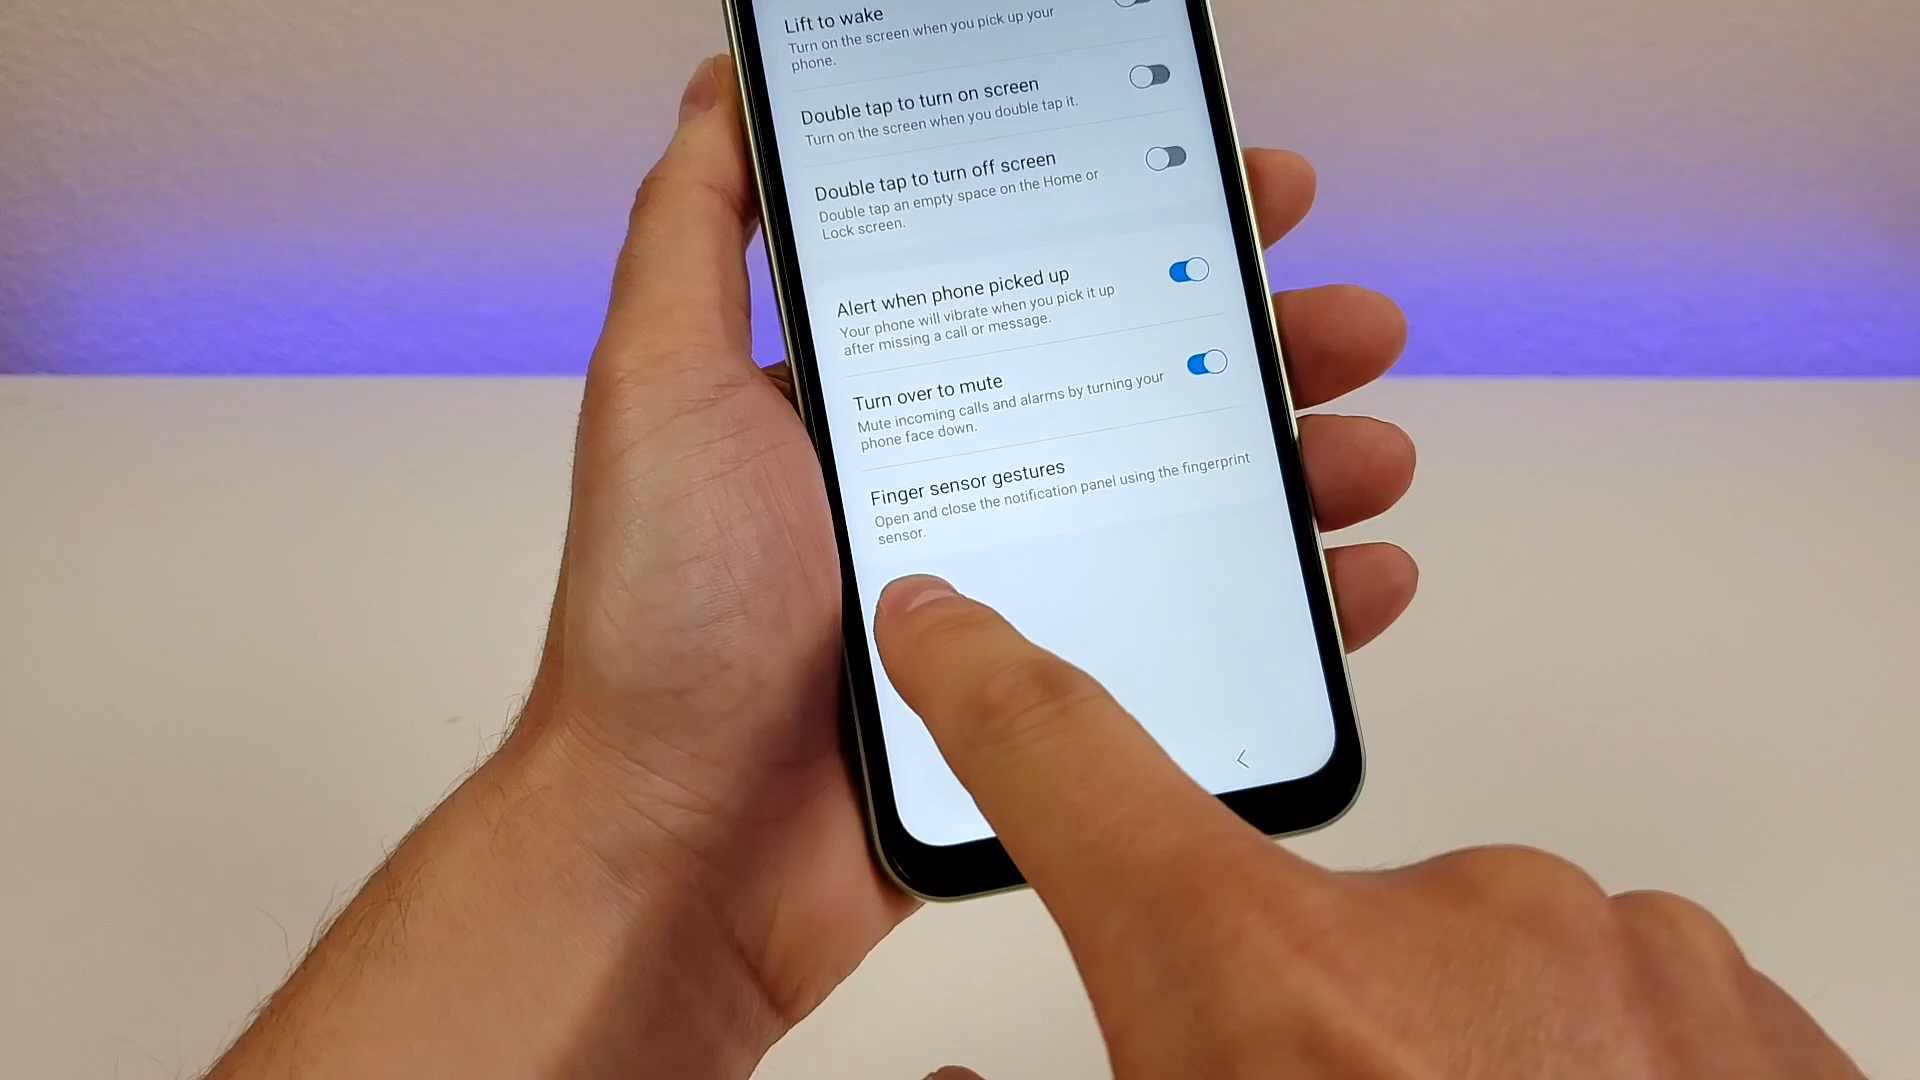 Lift to wake
Turn on the screen when you pick up your
phone.
Double tap to turn on screen
Turn on the screen when you double tap it.
Double tap to turn off screen
Double tap an empty space on the Home or
Lock screen.
Alert when phone picked up
Your phone will vibrate when you pick it up
after missing a call or message.
Turn over to mute
Mute incoming calls and alarms by turning your
phone face down.
Finger sensor gestures
Open and close the notification panel using the fingerprint
sensor.